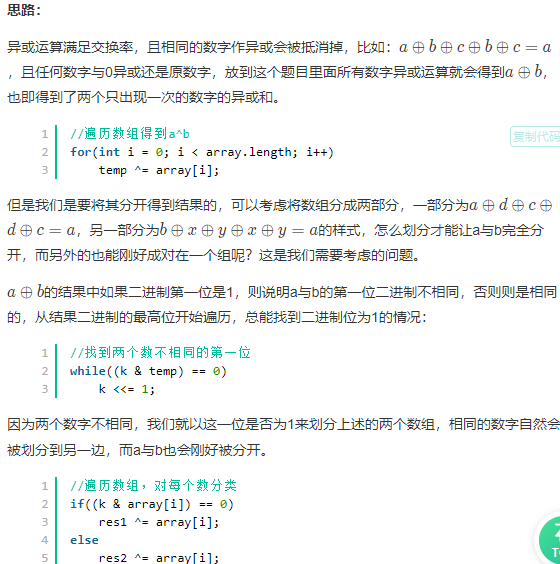 思路：
异或运算满足交换率，且相同的数字作异或会被抵消掉，比如：a ⊕ b ⊕ c ⊕ b ⊕ c = a
，且任何数字与0异或还是原数字，放到这个题目里面所有数字异或运算就会得到a ⊕ b，
也即得到了两个只出现一次的数字的异或和。
复制代码
1 //遍历数组得到a^b
2 for(int i = 0; i < array.length; i++)
3 temp ^= array[i];
但是我们是要将其分开得到结果的，可以考虑将数组分成两部分，一部分为a ⊕ d ⊕ c ⊕
d ⊕ c = a，另一部分为b ⊕ x ⊕ y ⊕ x ⊕ y = a的样式，怎么划分才能让a与b完全分
开，而另外的也能刚好成对在一个组呢？这是我们需要考虑的问题。
a ⊕ b的结果中如果二进制第一位是1，则说明a与b的第一位二进制不相同，否则则是相同
的，从结果二进制的最高位开始遍历，总能找到二进制位为1的情况：
1 //找到两个数不相同的第一位
2 while((k & temp) == 0)
3 k <<= 1;
因为两个数字不相同，我们就以这一位是否为1来划分上述的两个数组，相同的数字自然会
被划分到另一边，而a与b也会刚好被分开。
1 //遍历数组，对每个数分类
2 if((k & array[i]) == 0)
3 res1 ^= array[i];
4 else
5 res2 ^= array[i];